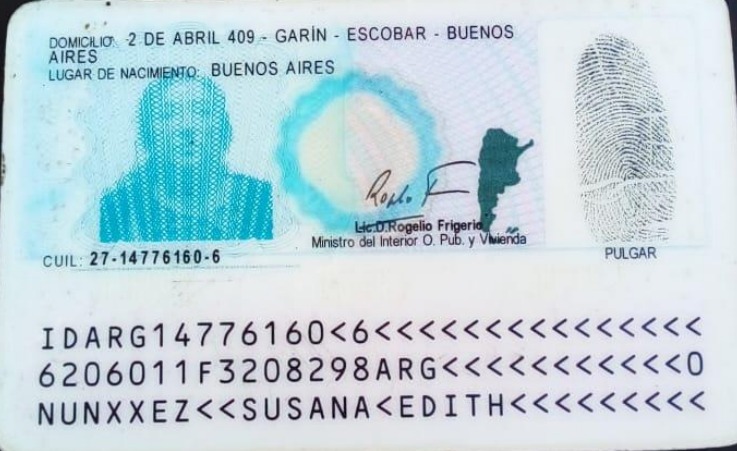 DOMICILIO: 2 DE ABRIL 409 - GARÍN - ESCOBAR - BUENOS
AIRES
LUGAR DE NACIMIENTO: BUENOS AIRES
Lic.D.Rogelio Frigerio
Ministro del Interior O. Pub. y Vivienda
CUIL: 27-14776160-6
PULGAR
IDARG14776160<6<<<<<<<<<<<<<<<
6206011F3208298ARG<<<<<<<<<<<0
NUNXXEZ<<SUSANA<EDITH<<<<<<<<<